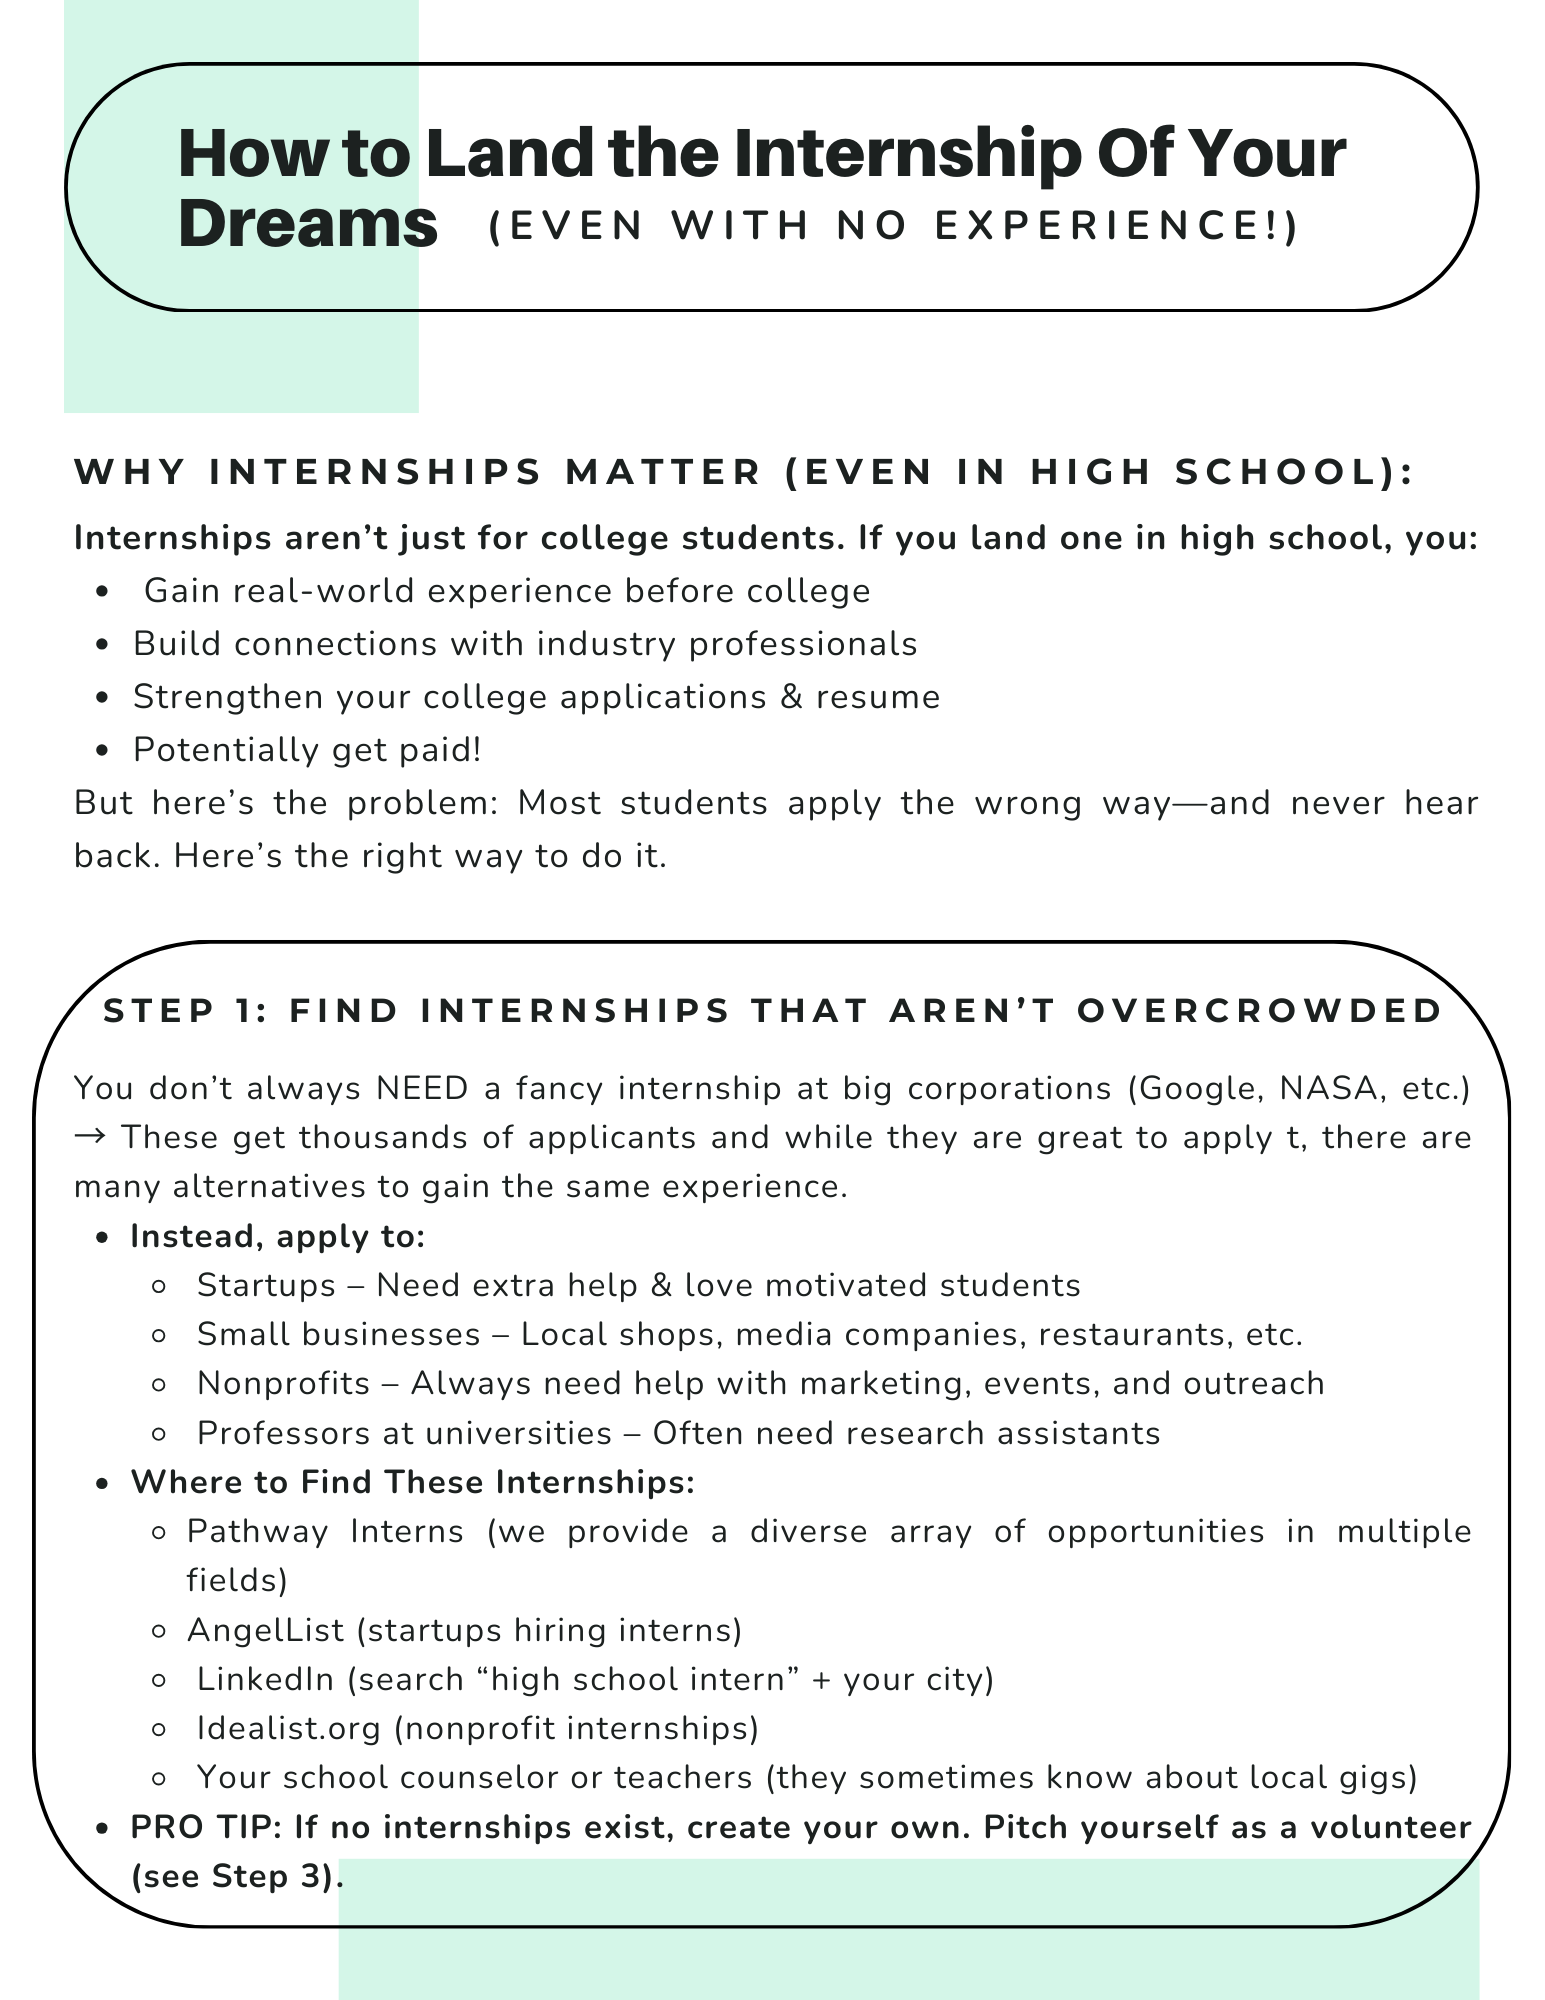 How to Land the Internship Of Your
Dreams (EVEN WITH NO EXPERIENCE!)
WHY INTERNSHIPS MATTER (EVEN IN HIGH SCHOOL):
Internships aren’t just for college students. If you land one in high school, you:
• Gain real-world experience before college
• Build connections with industry professionals
• Strengthen your college applications & resume
• Potentially get paid!
But here’s the problem: Most students apply the wrong way—and never hear
back. Here’s the right way to do it.
STEP 1: FIND INTERNSHIPS THAT AREN’T OVERCROWDED
You don’t always NEED a fancy internship at big corporations (Google, NASA, etc.)
→ These get thousands of applicants and while they are great to apply t, there are
many alternatives to gain the same experience.
• Instead, apply to:
◦ Startups – Need extra help & love motivated students
◦ Small businesses – Local shops, media companies, restaurants, etc.
◦ Nonprofits – Always need help with marketing, events, and outreach
◦ Professors at universities – Often need research assistants
• Where to Find These Internships:
◦ Pathway Interns (we provide a diverse array of opportunities in multiple
fields)
◦ AngelList (startups hiring interns)
◦ LinkedIn (search “high school intern” + your city)
◦ Idealist.org (nonprofit internships)
◦ Your school counselor or teachers (they sometimes know about local gigs)
• PRO TIP: If no internships exist, create your own. Pitch yourself as a volunteer
(see Step 3).